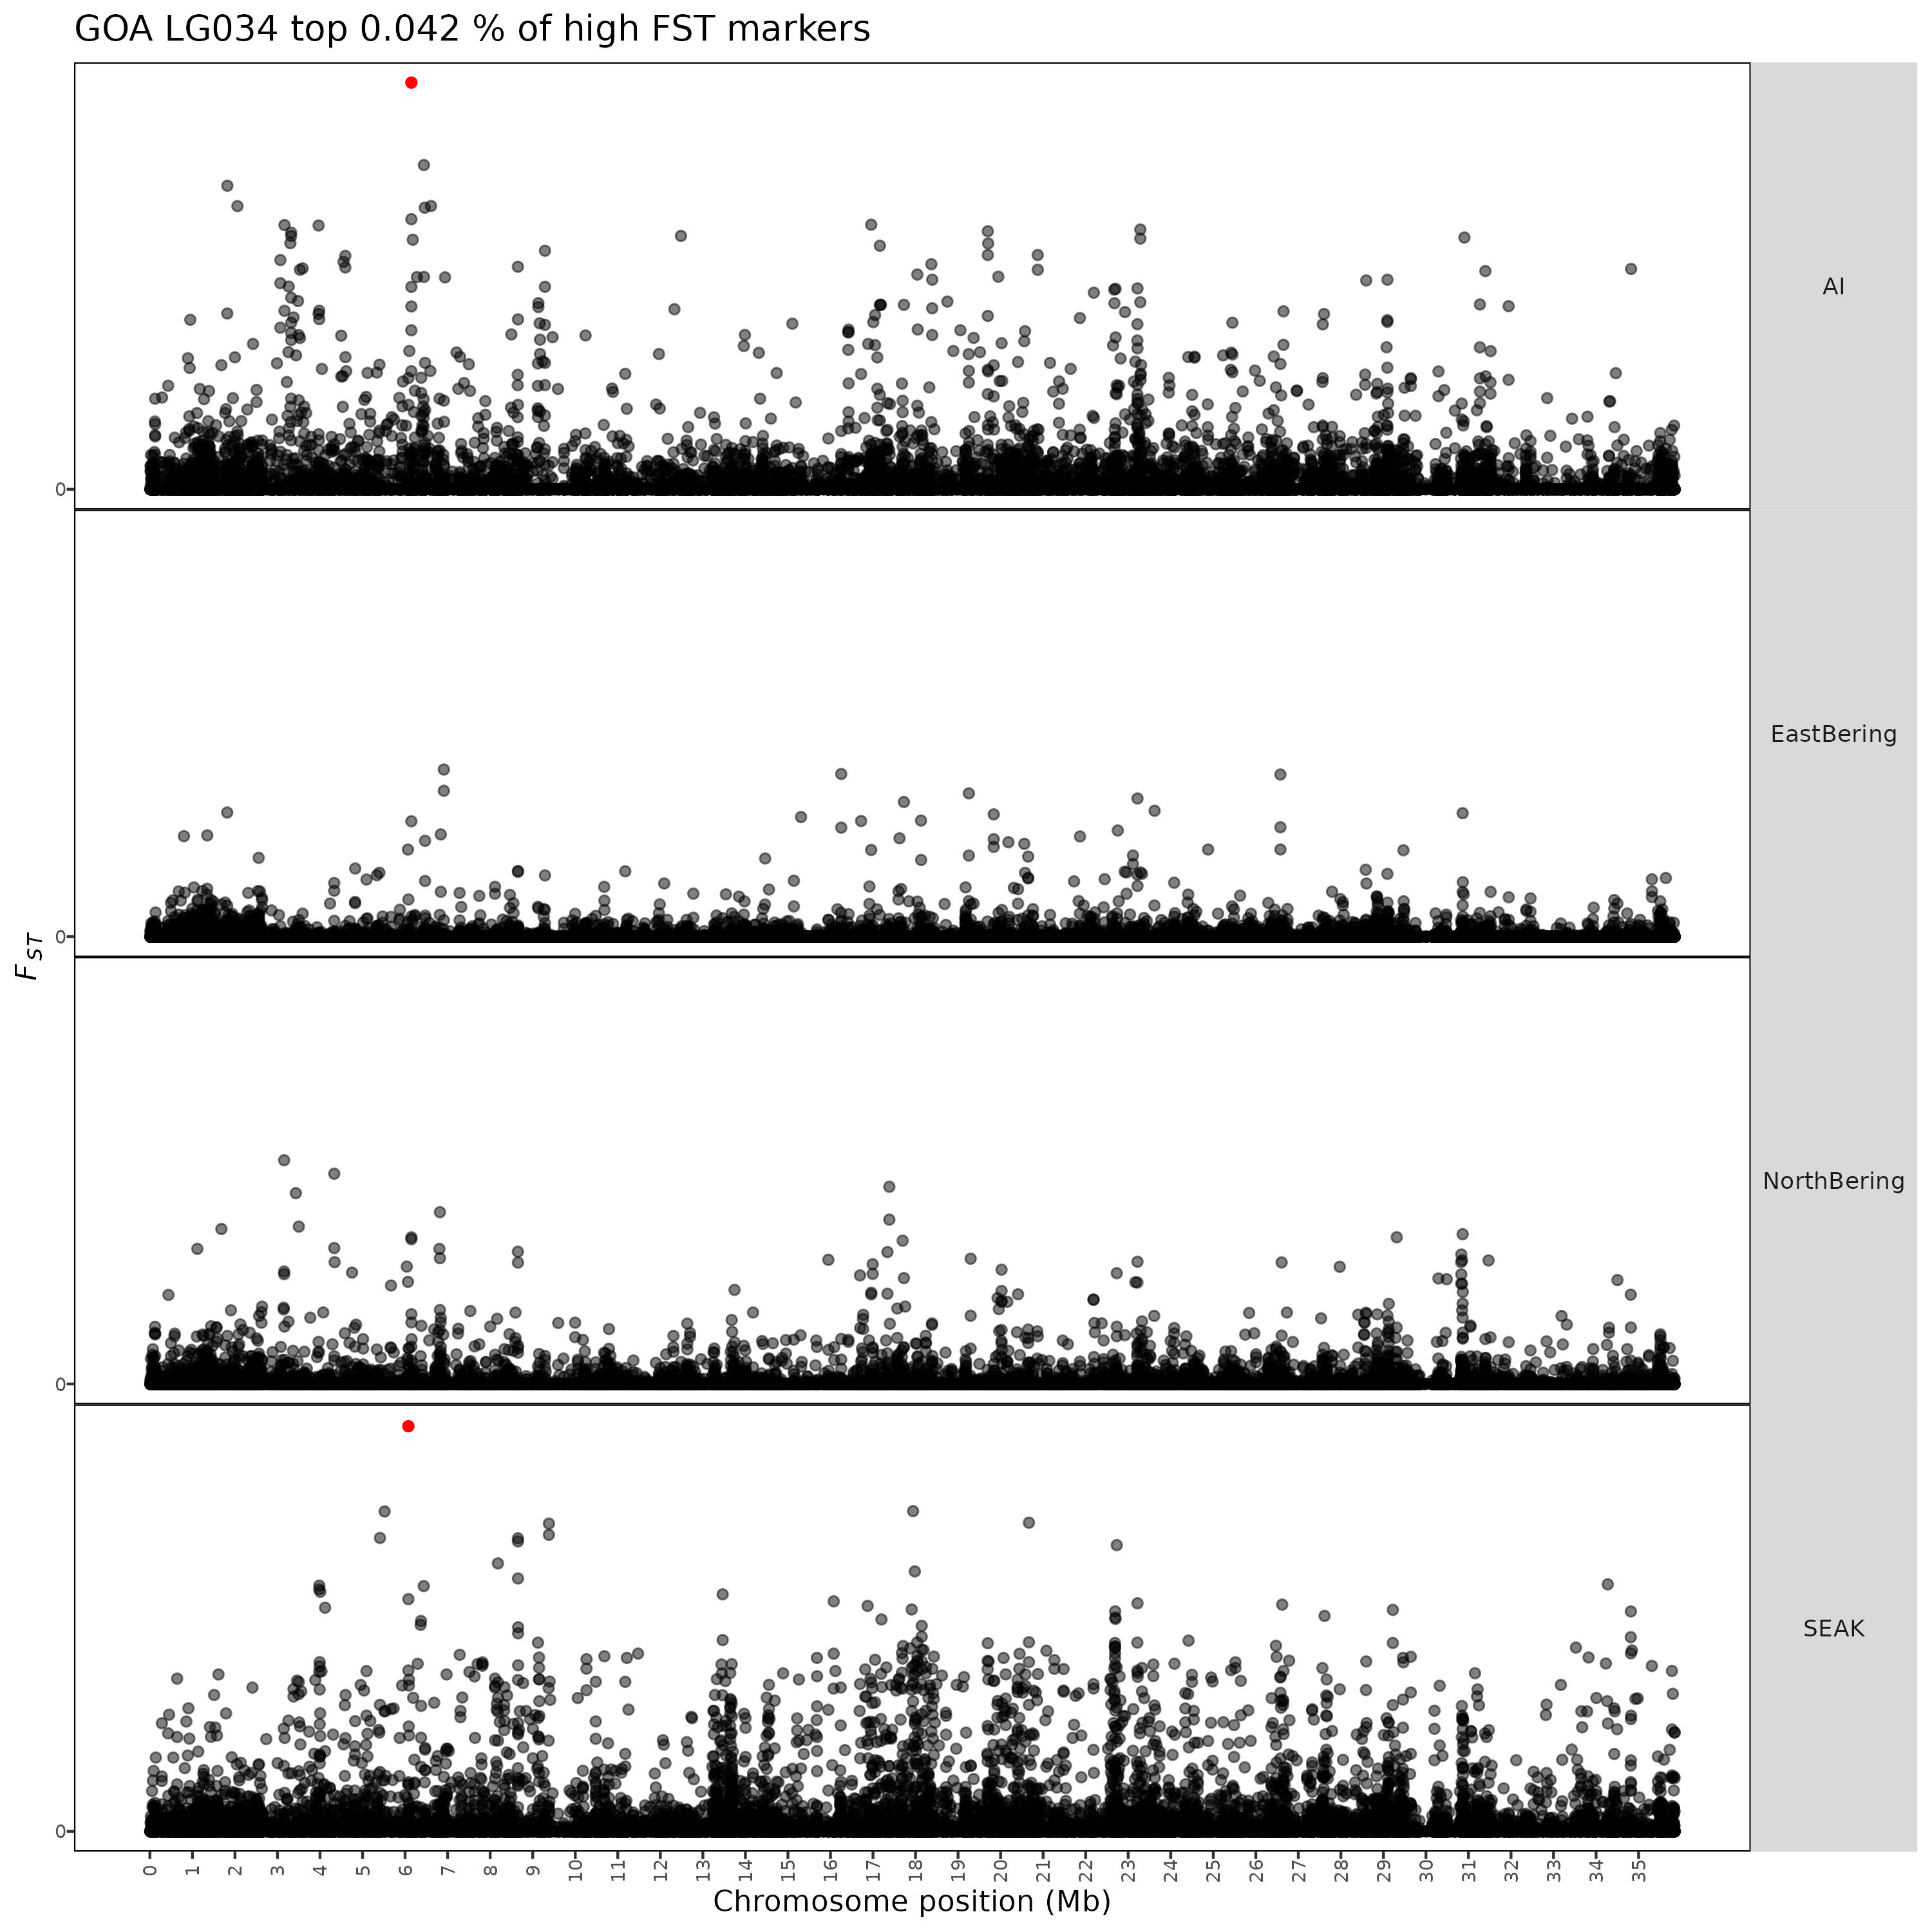 GOA LG034 top 0.042 % of high FST markers
AI
0
EastBering
0
FST
NorthBering
0
SEAK
0
0 1 2 3 4 5 6 7 8 9 10 11 12 13 14 15 16 17 18 19 20 21 22 23 24 25 26 27 28 29 30 31 32 33 34 35
Chromosome position (Mb)